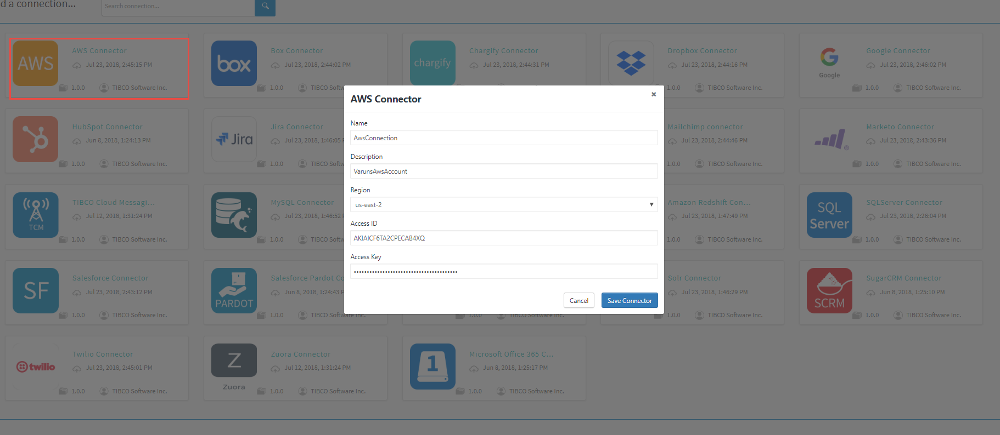 d a connection...
Search connection...
AWS
AWS Connector
Jul 23, 2018, 2:45:15 PM
1.0.0
TIBCO Software Inc.
box
Box Connector
Jul 23, 2018, 2:44:02 PM
1.0.0
TIBCO Softw
chargify
Chargify Connector
Jul 23, 2018, 2:44:31 PM
Dropbox Connector
Jul 23, 2018, 2:44:16 PM
1.0.0
TIBCO Software Inc.
Google
Google Connector
Jul 23, 2018, 2:46:02 PM
1.0.0
TIBCO Software Inc.
AWS Connector
Name
AwsConnection
Description
VarunsAwsAccount
Region
us-east-2
Access ID
AKIAICF6TA2CPECAB4XQ
Access Key
Cancel
Save Connector
HubSpot Connector
Jun 8, 2018, 1:24:13 PM
1.0.0
TIBCO Software Inc.
Jira
Jira Connector
Jul 23, 2018, 1:46:05
1.0.0
TIBCO Softw
Mailchimp connector
Jul 23, 2018, 2:44:46 PM
1.0.0
TIBCO Software Inc.
Marketo Connector
Jul 23, 2018, 2:43:36 PM
1.0.0
TIBCO Software Inc.
TCM
TIBCO Cloud Messagi...
Jul 12, 2018, 1:31:24 PM
1.0.0
TIBCO Software Inc.
MySQL Connector
Jul 23, 2018, 1:46:52
1.0.0
TIBCO Softw
Amazon Redshift Con...
Jul 23, 2018, 1:47:49 PM
1.0.0
TIBCO Software Inc.
SQL
Server
SQLServer Connector
Jul 23, 2018, 2:26:04 PM
1.0.0
TIBCO Software Inc.
SF
Salesforce Connector
Jul 23, 2018, 2:43:12 PM
1.0.0
TIBCO Software Inc.
PARDOT
Salesforce Pardot Co
Jun 8, 2018, 1:24:43 P
1.0.0
TIBCO Software Inc.
1.0.0
TIBCO Software Inc.
Solr Connector
Jul 23, 2018, 1:46:29 PM
1.0.0
TIBCO Software Inc.
SCRM
SugarCRM Connector
Jun 8, 2018, 1:25:10 PM
1.0.0
TIBCO Software Inc.
twilio
Twilio Connector
Jul 23, 2018, 2:45:01 PM
1.0.0
TIBCO Software Inc.
Z
Zuora
Zuora Connector
Jul 12, 2018, 1:31:24 PM
1.0.0
TIBCO Software Inc.
1
Microsoft Office 365 C...
Jun 8, 2018, 1:25:17 PM
1.0.0
TIBCO Software Inc.